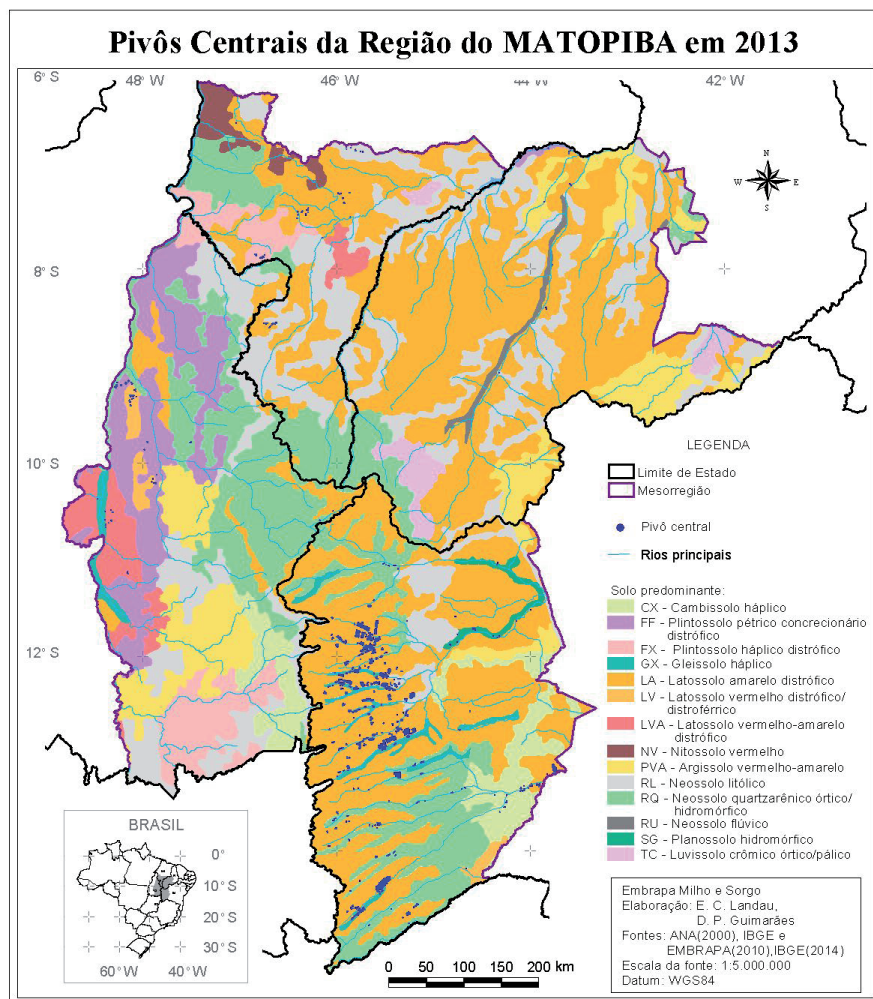 Pivôs Centrais da Região do MATOPIBA em 2013
6° S
48° W
46° W
44° W
42° W
N
W
E
S
8° S
10° S
12° S
LEGENDA
Limite de Estado
Mesorregião
Pivô central
Rios principais
Solo predominante:
CX - Cambissolo háplico
FF - Plintossolo pétrico concrecionário
distrófico
FX - Plintossolo háplico distrófico
GX - Gleissolo háplico
LA - Latossolo amarelo distrófico
LV - Latossolo vermelho distrófico/
distroférrico
LVA - Latossolo vermelho-amarelo
distrófico
NV - Nitossolo vermelho
PVA - Argissolo vermelho-amarelo
RL - Neossolo litólico
RQ - Neossolo quartzarênico órtico/
hidromórfico
RU - Neossolo flúvico
SG - Planossolo hidromórfico
TC - Luvissolo crômico órtico/pálico
BRASIL
0°
10° S
20° S
30° S
60° W
40° W
0 50 100 150 200 km
Embrapa Milho e Sorgo
Elaboração: E. C. Landau,
D. P. Guimarães
Fontes: ANA(2000), IBGE e
EMBRAPA(2010),IBGE(2014)
Escala da fonte: 1:5.000.000
Datum: WGS84